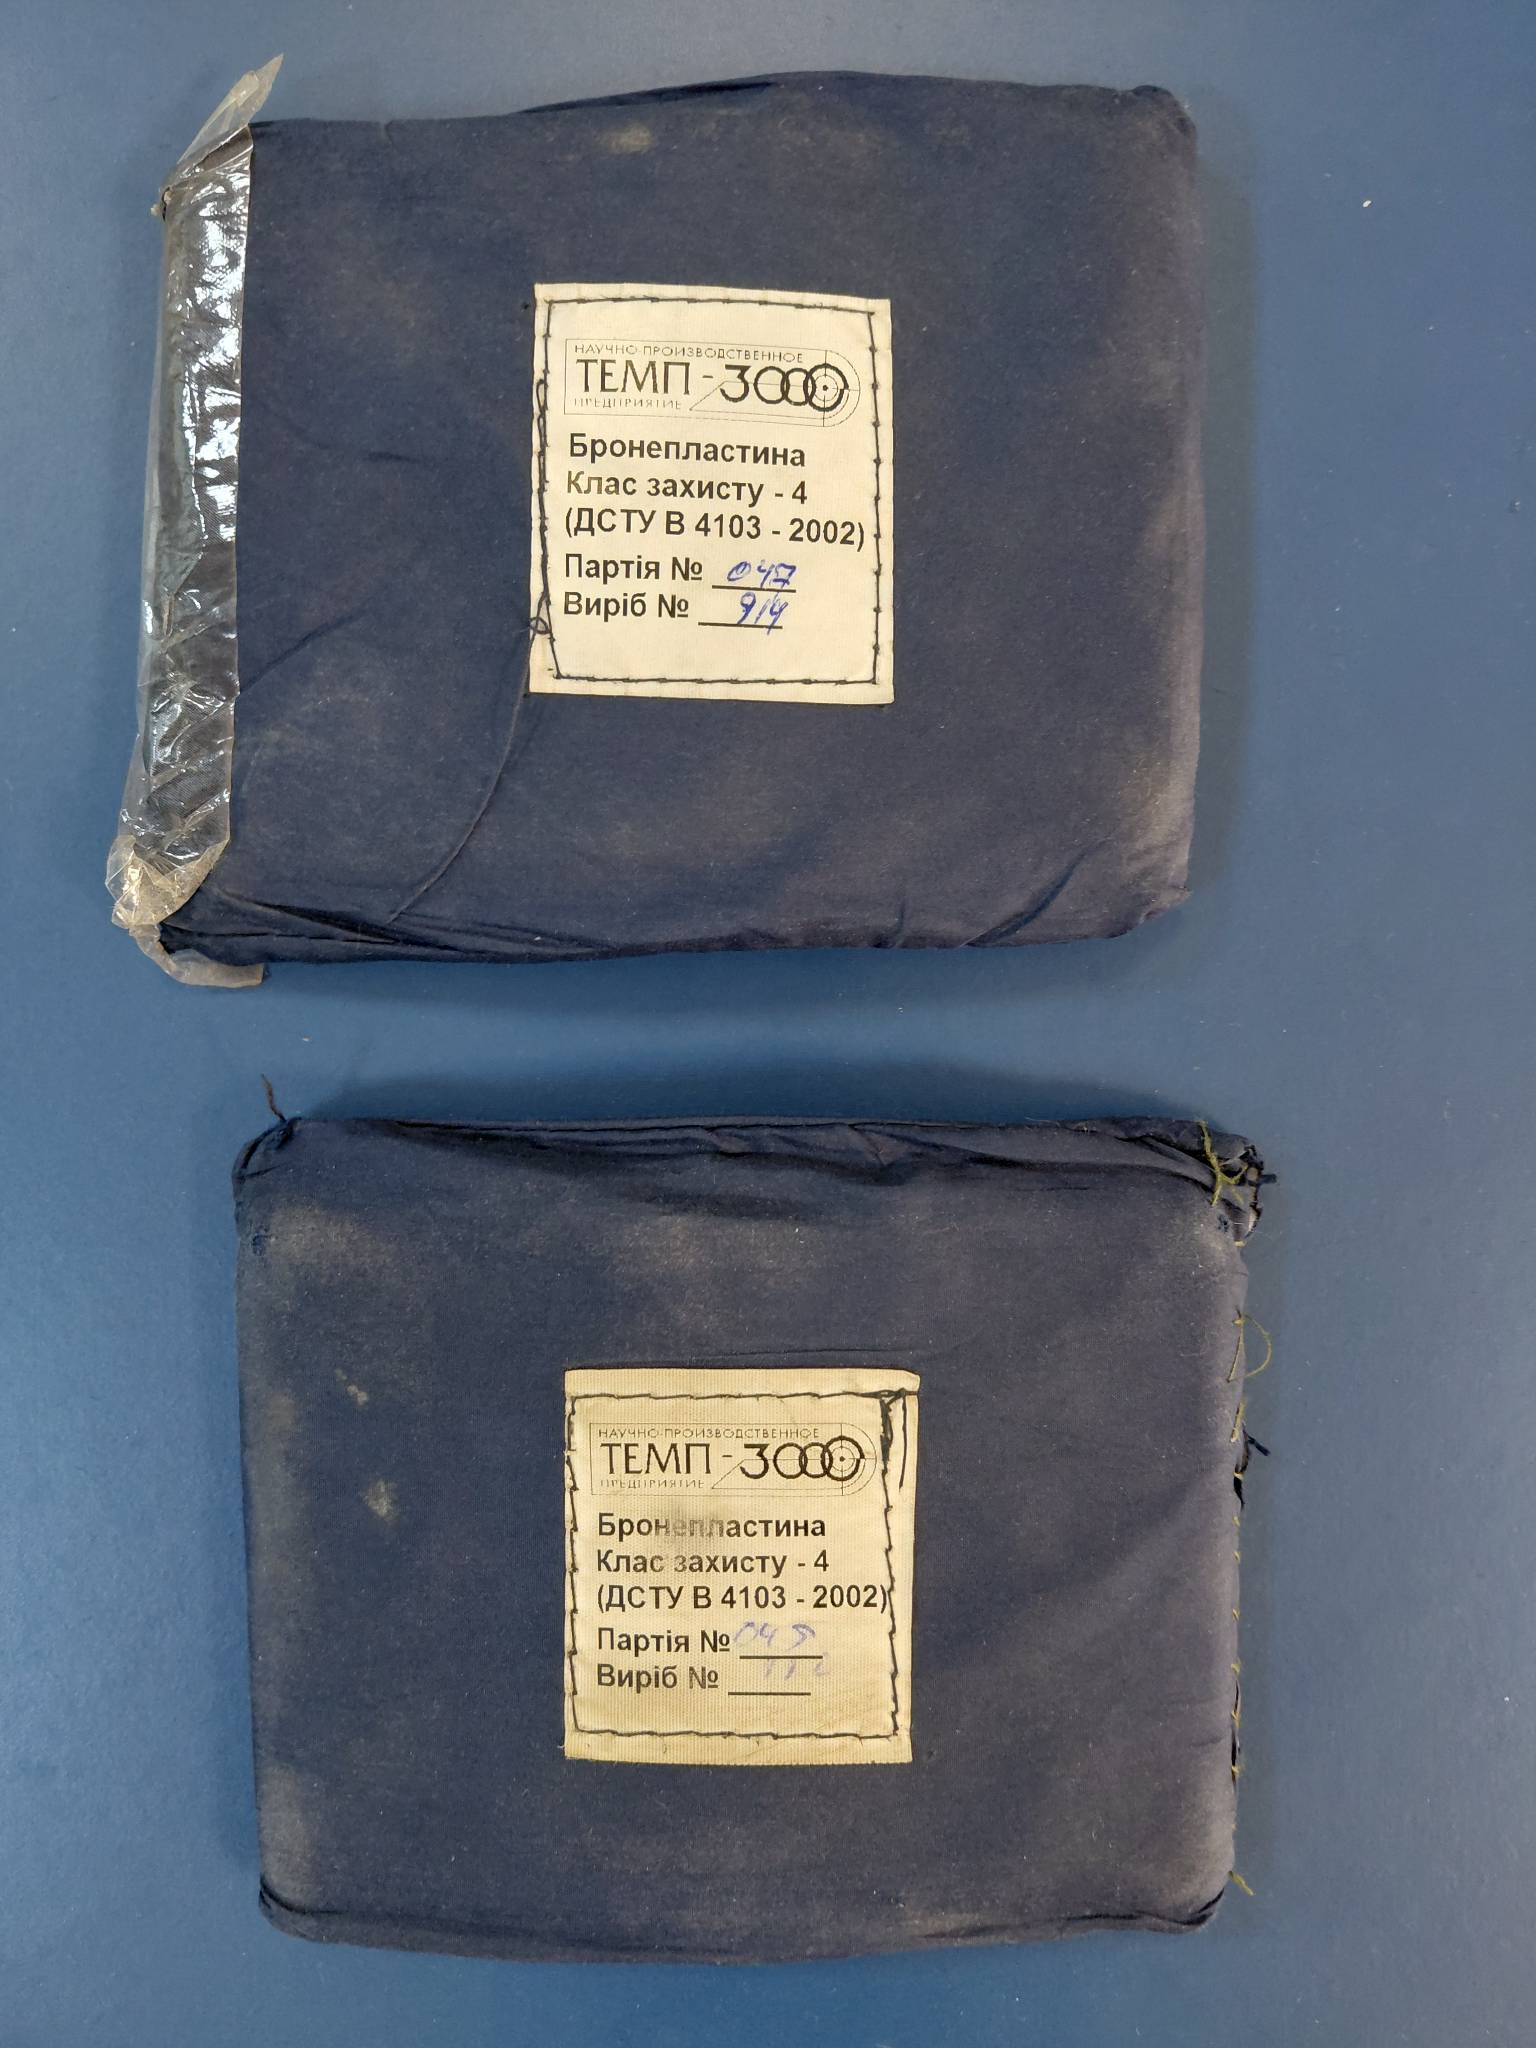 НАУЧНО-ПРОИЗВОДСТВЕННОЕ
ТЕМП - 3000
ПРЕДПРИЯТИЕ
Бронепластина
Клас захисту - 4
(ДСТУ В 4103 - 2002)
Партія № 047
Виріб № 914
НАУЧНО-ПРОИЗВОДСТВЕННОЕ
ТЕМП - 3000
ПРЕДПРИЯТИЕ
Бронепластина
Клас захисту - 4
(ДСТУ В 4103 - 2002)
Партія №
Виріб №